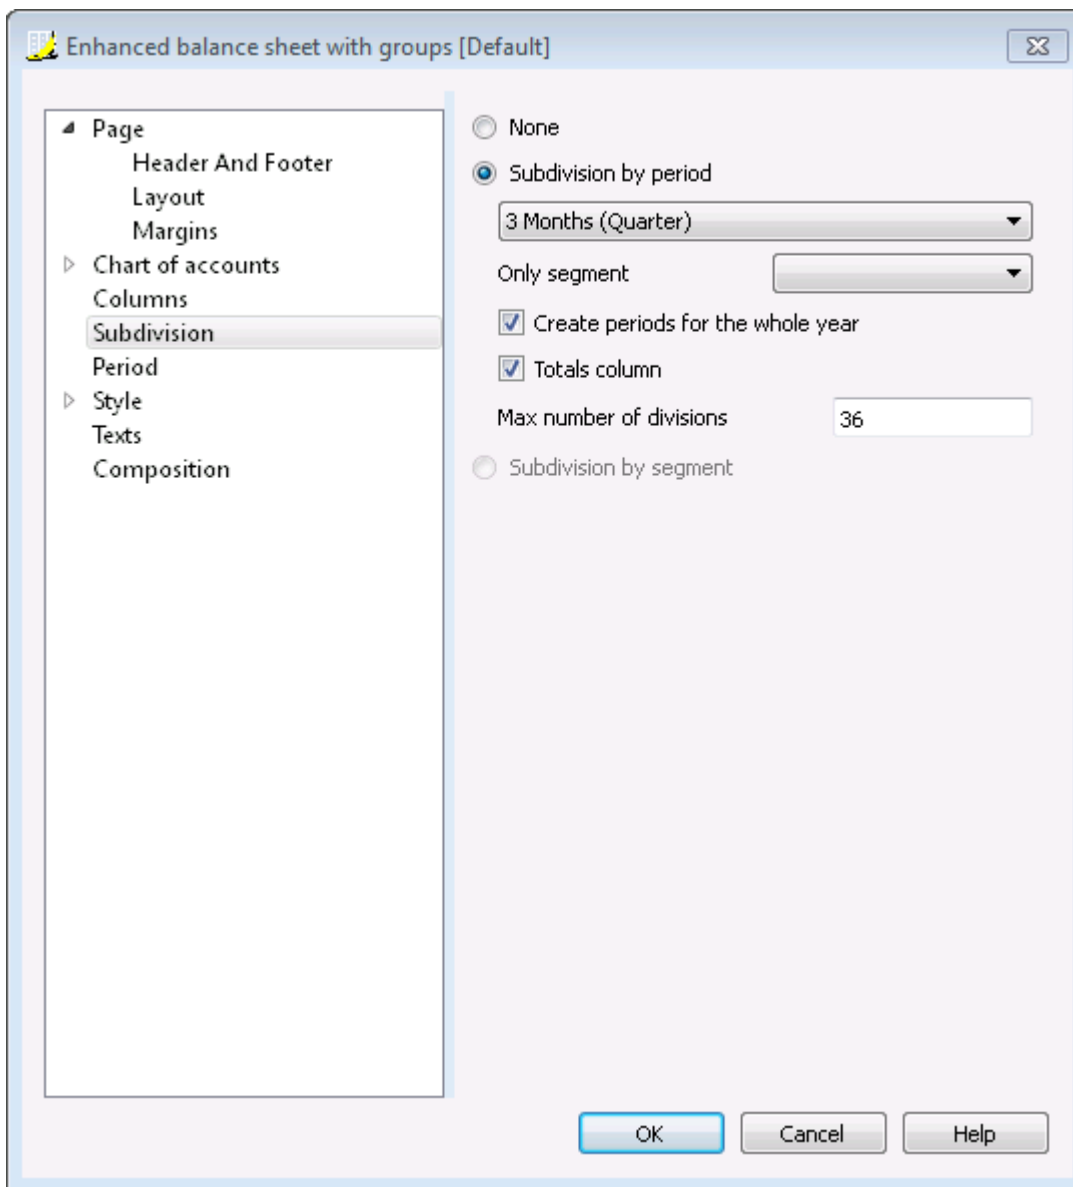 Enhanced balance sheet with groups [Default]
Page
Header And Footer
Layout
Margins
Chart of accounts
Columns
Subdivision
Period
Style
Texts
Composition
None
Subdivision by period
3 Months (Quarter)
Only segment
Create periods for the whole year
Totals column
Max number of divisions 36
Subdivision by segment
OK Cancel Help